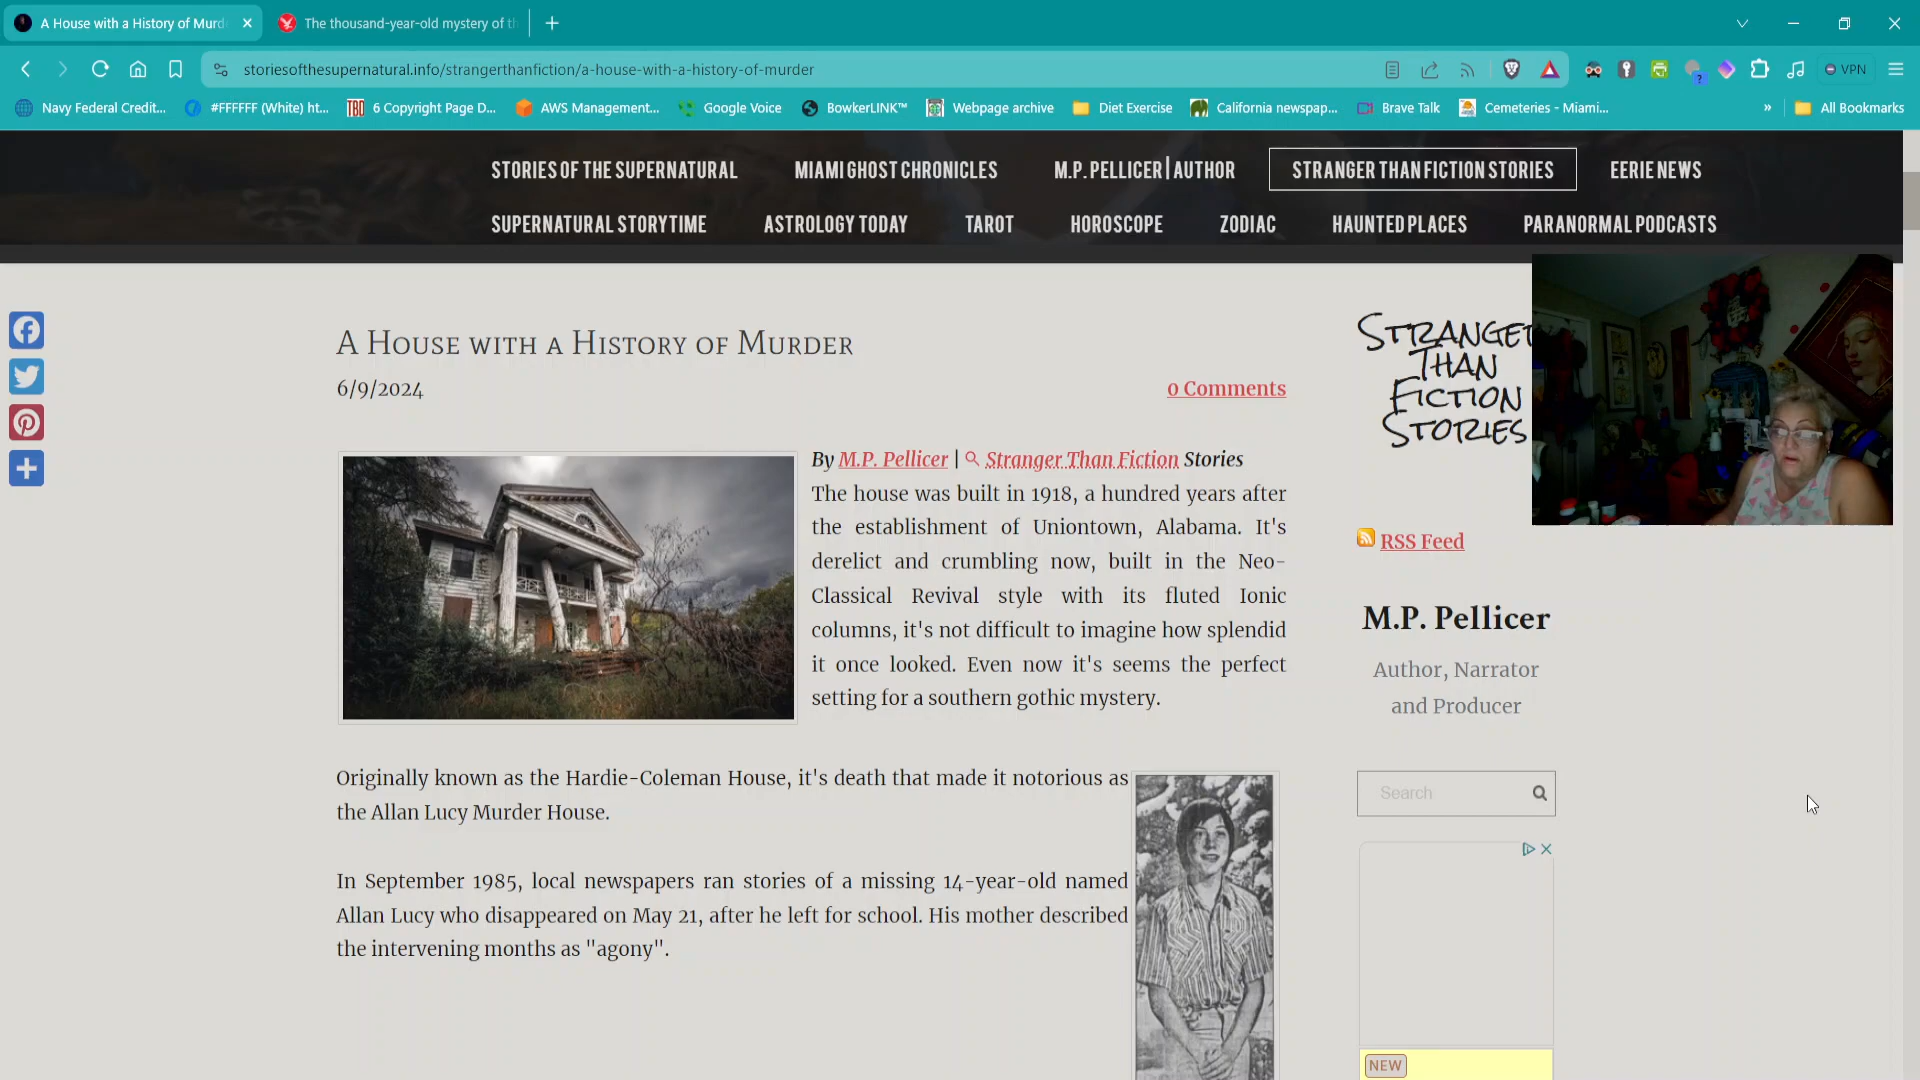 A House with a History of Murd
The thousand-year-old mystery of th
storiesofthesupernatural.info/strangerthanfiction/a-house-with-a-history-of-murder
VPN
Navy Federal Credit...
#FFFFFF (White) ht...
TBD
6 Copyright Page D...
AWS Management...
Google Voice
BowkerLINK™
Webpage archive
Diet Exercise
California newspap...
Brave Talk
Cemeteries - Miami...
»
All Bookmarks
STORIES OF THE SUPERNATURAL
MIAMI GHOST CHRONICLES
M.P. PELLICER | AUTHOR
STRANGER THAN FICTION STORIES
EERIE NEWS
SUPERNATURAL STORYTIME
ASTROLOGY TODAY
TAROT
HOROSCOPE
ZODIAC
HAUNTED PLACES
PARANORMAL PODCASTS
A House with a History of Murder
6/9/2024
0 Comments
By M.P. Pellicer | Stranger Than Fiction Stories
The house was built in 1918, a hundred years after
the establishment of Uniontown, Alabama. It's
derelict and crumbling now, built in the Neo-
Classical Revival style with its fluted Ionic
columns, it's not difficult to imagine how splendid
it once looked. Even now it's seems the perfect
setting for a southern gothic mystery.
Originally known as the Hardie-Coleman House, it's death that made it notorious as
the Allan Lucy Murder House.
In September 1985, local newspapers ran stories of a missing 14-year-old named
Allan Lucy who disappeared on May 21, after he left for school. His mother described
the intervening months as "agony".
Stranger
Than
Fiction
Stories
RSS Feed
M.P. Pellicer
Author, Narrator
and Producer
Search
NEW